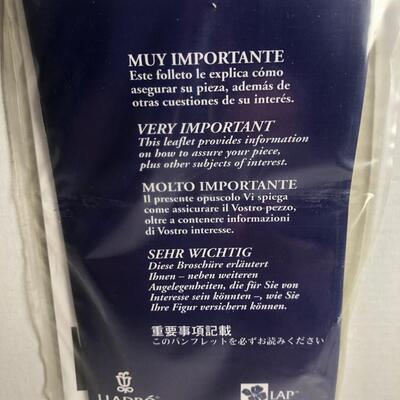 MUY IMPORTANTE
Este folleto le explica cómo
asegurar su pieza, además de
otras cuestiones de su interés.
VERY IMPORTANT
This leaflet provides information
on how to assure your piece,
plus other subjects of interest.
MOLTO IMPORTANTE
Il presente opuscolo Vi spiega
come assicurare il Vostro pezzo,
oltre a contenere informazioni
di Vostro interesse.
SEHR WICHTIG
Diese Broschüre erläutert
Ihnen – neben weiteren
Angelegenheiten, die für Sie von
Interesse sein könnten –, wie Sie
Ihre Figur versichern können.
重要事項記載
このパンフレットを必ずお読みください
LLADRÓ
LAP™